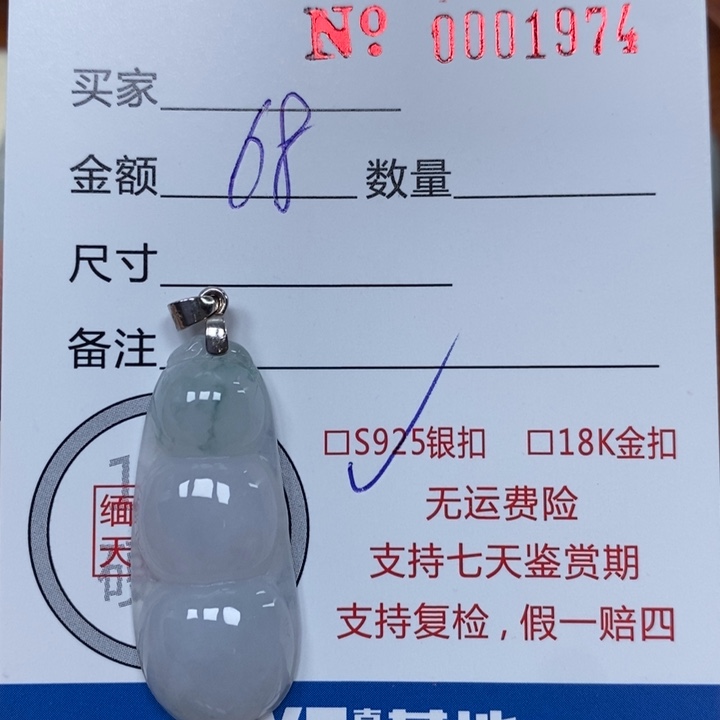 № 0001974
买家
68
金额 数量
尺寸
备注
□S925银扣 □18K金扣
缅
天
无运费险
支持七天鉴赏期
支持复检,假一赔四